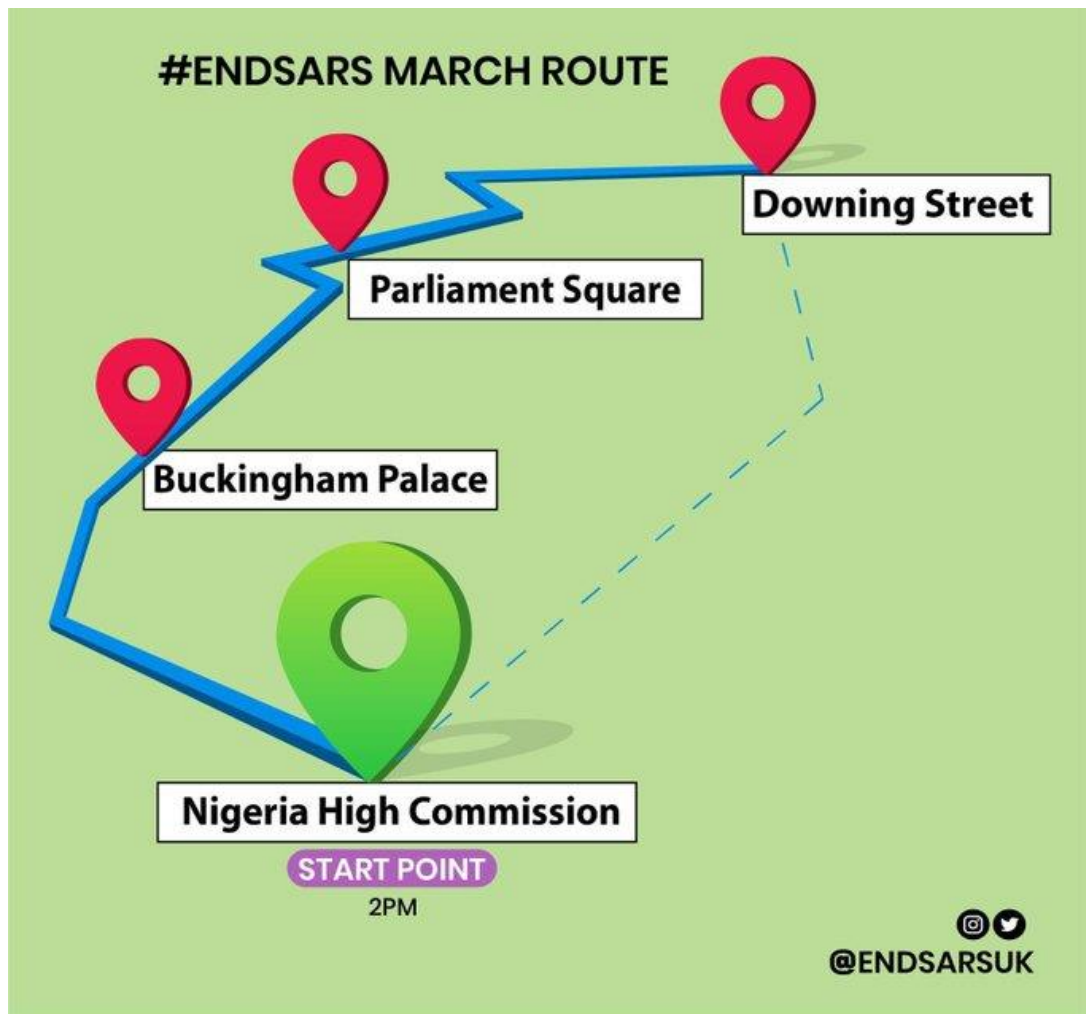 #ENDSARS MARCH ROUTE
Downing Street
Parliament Square
Buckingham Palace
Nigeria High Commission
START POINT
2PM
@ENDSARSUK